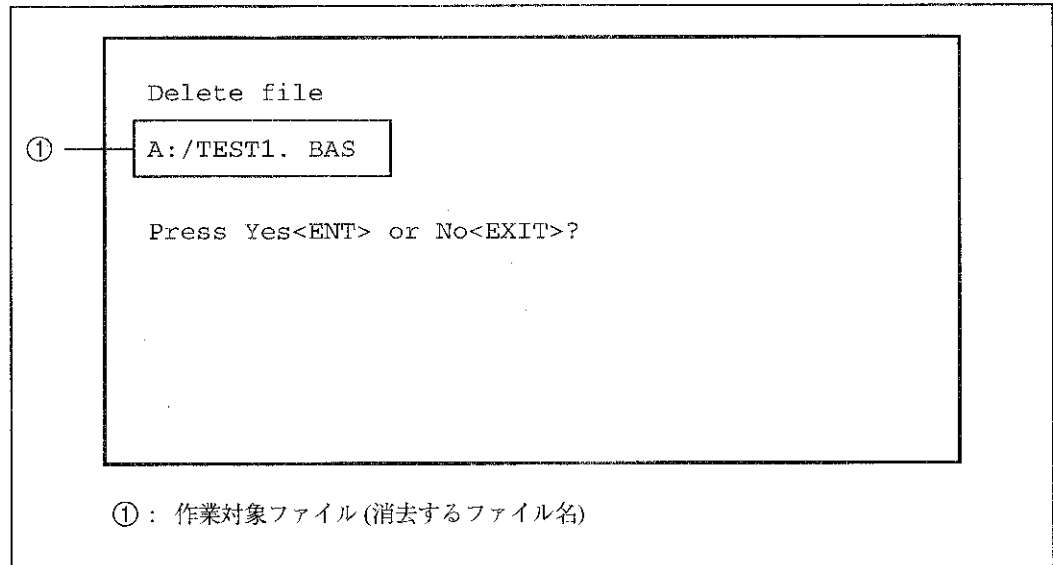 Delete file
① A:/TEST1. BAS
Press Yes<ENT> or No<EXIT>?
①: 作業対象ファイル(消去するファイル名)